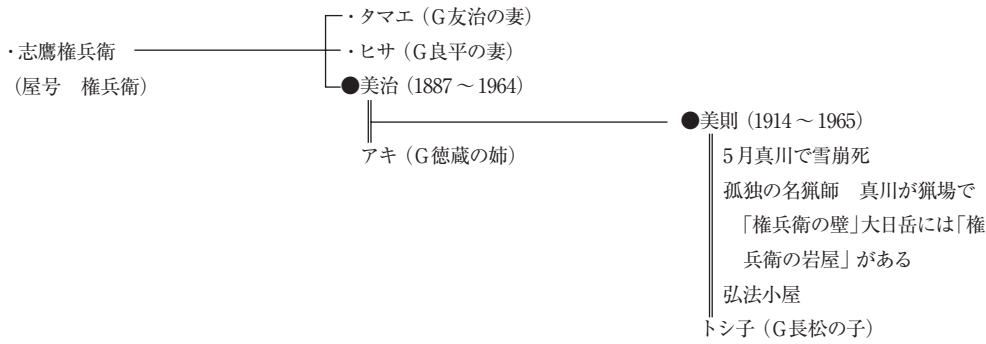 ・タマエ（G友治の妻）
・志鷹権兵衛
・ヒサ（G良平の妻）
（屋号　権兵衛）
●美治（1887～1964）
●美則（1914～1965）
アキ（G徳蔵の姉）
5月真川で雪崩死
孤独の名猟師　真川が猟場で
「権兵衛の壁」大日岳には「権
兵衛の岩屋」がある
弘法小屋
トシ子（G長松の子）